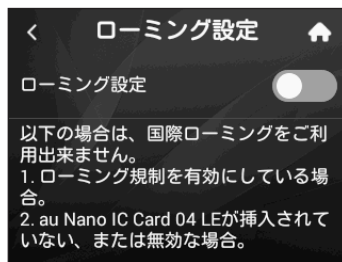 ローミング設定
ローミング設定
以下の場合は、国際ローミングをご利
用出来ません。
1. ローミング規制を有効にしている場
合。
2. au Nano IC Card 04 LEが挿入されて
いない、または無効な場合。